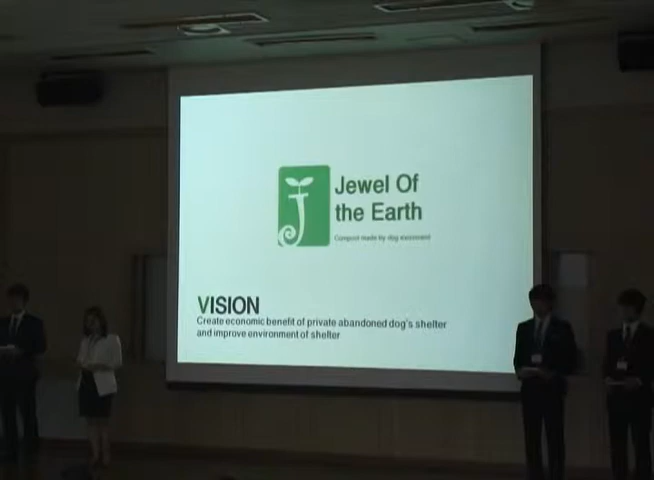 J
Jewel Of
the Earth
Compost made by dog excrement
VISION
Create economic benefit of private abandoned dog's shelter
and improve environment of shelter